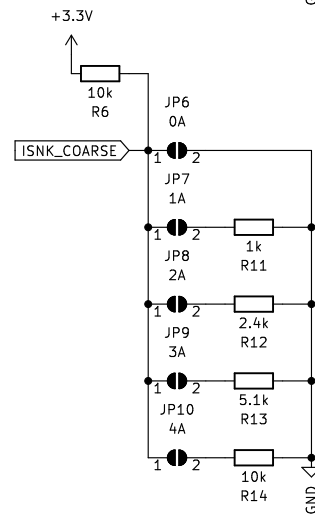 +3.3V
10k
R6
JP6
0A
ISNK_COARSE
1 2
JP7
1A
1 2
1k
R11
JP8
2A
1 2
2.4k
R12
JP9
3A
1 2
5.1k
R13
JP10
4A
1 2
10k
R14
GND